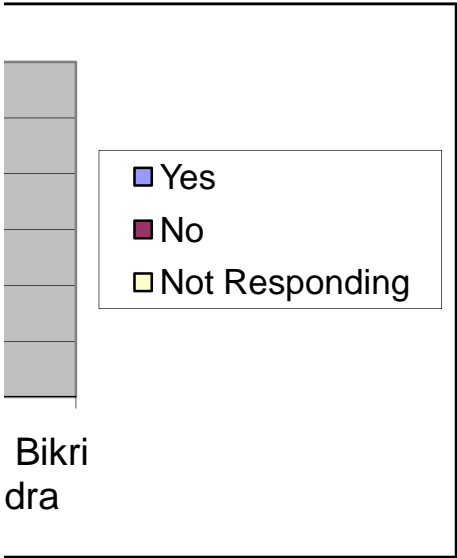 Yes
No
Not Responding
Bikri
dra